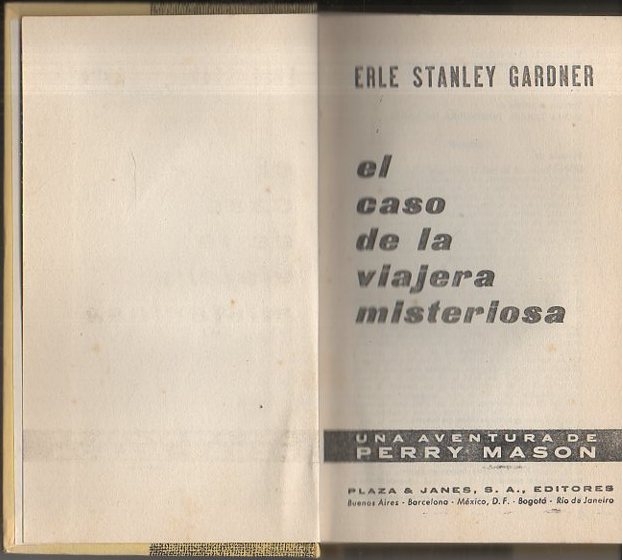 ERLE STANLEY GARDNER
el
caso
de la
viajera
misteriosa
UNA AVENTURA DE
PERRY MASON
PLAZA & JANES, S. A., EDITORES
Buenos Aires - Barcelona - México, D. F. - Bogotá - Rio de Janeiro